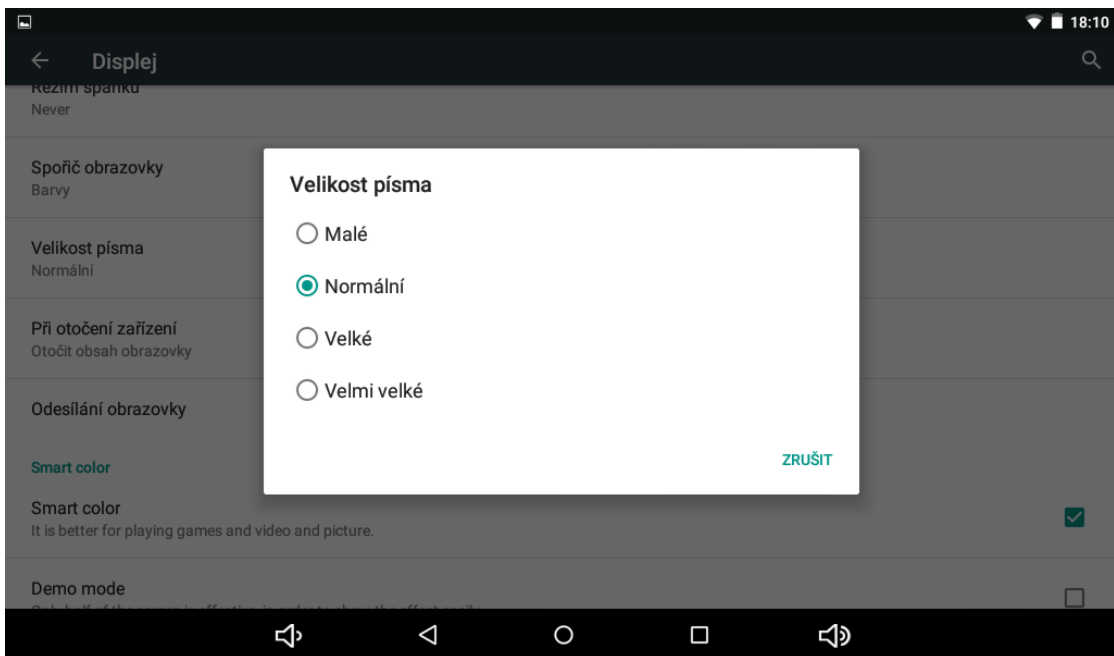 18:10
Displej
Režim spánku
Never
Spořič obrazovky
Barvy
Velikost písma
Normální
Při otočení zařízení
Otočit obsah obrazovky
Odesílání obrazovky
Smart color
Smart color
It is better for playing games and video and picture.
Demo mode
Velikost písma
Malé
Normální
Velké
Velmi velké
ZRUŠIT